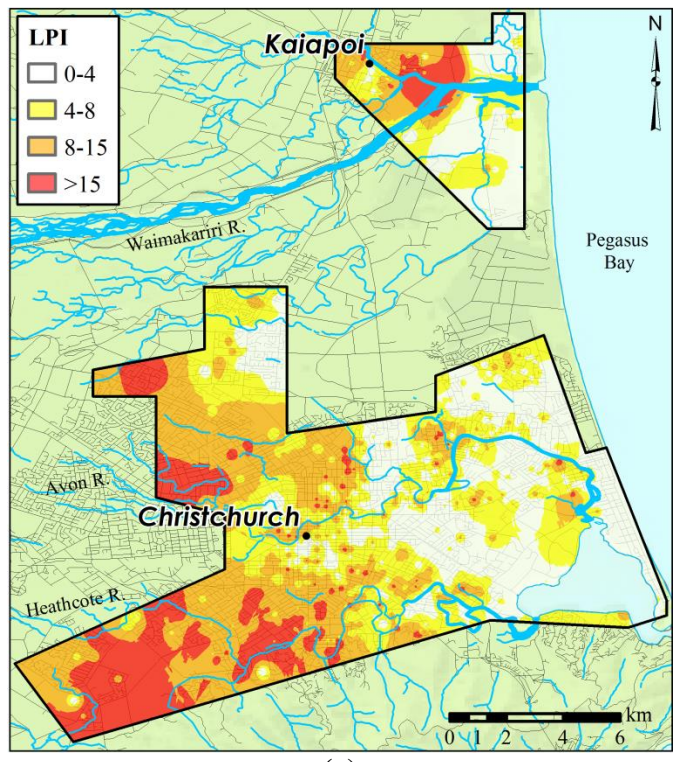 LPI
0-4
4-8
8-15
>15
Kaiapoi
N
Waimakariri R.
Pegasus
Bay
Avon R.
Christchurch
Heathcote R.
km
0 1 2 4 6